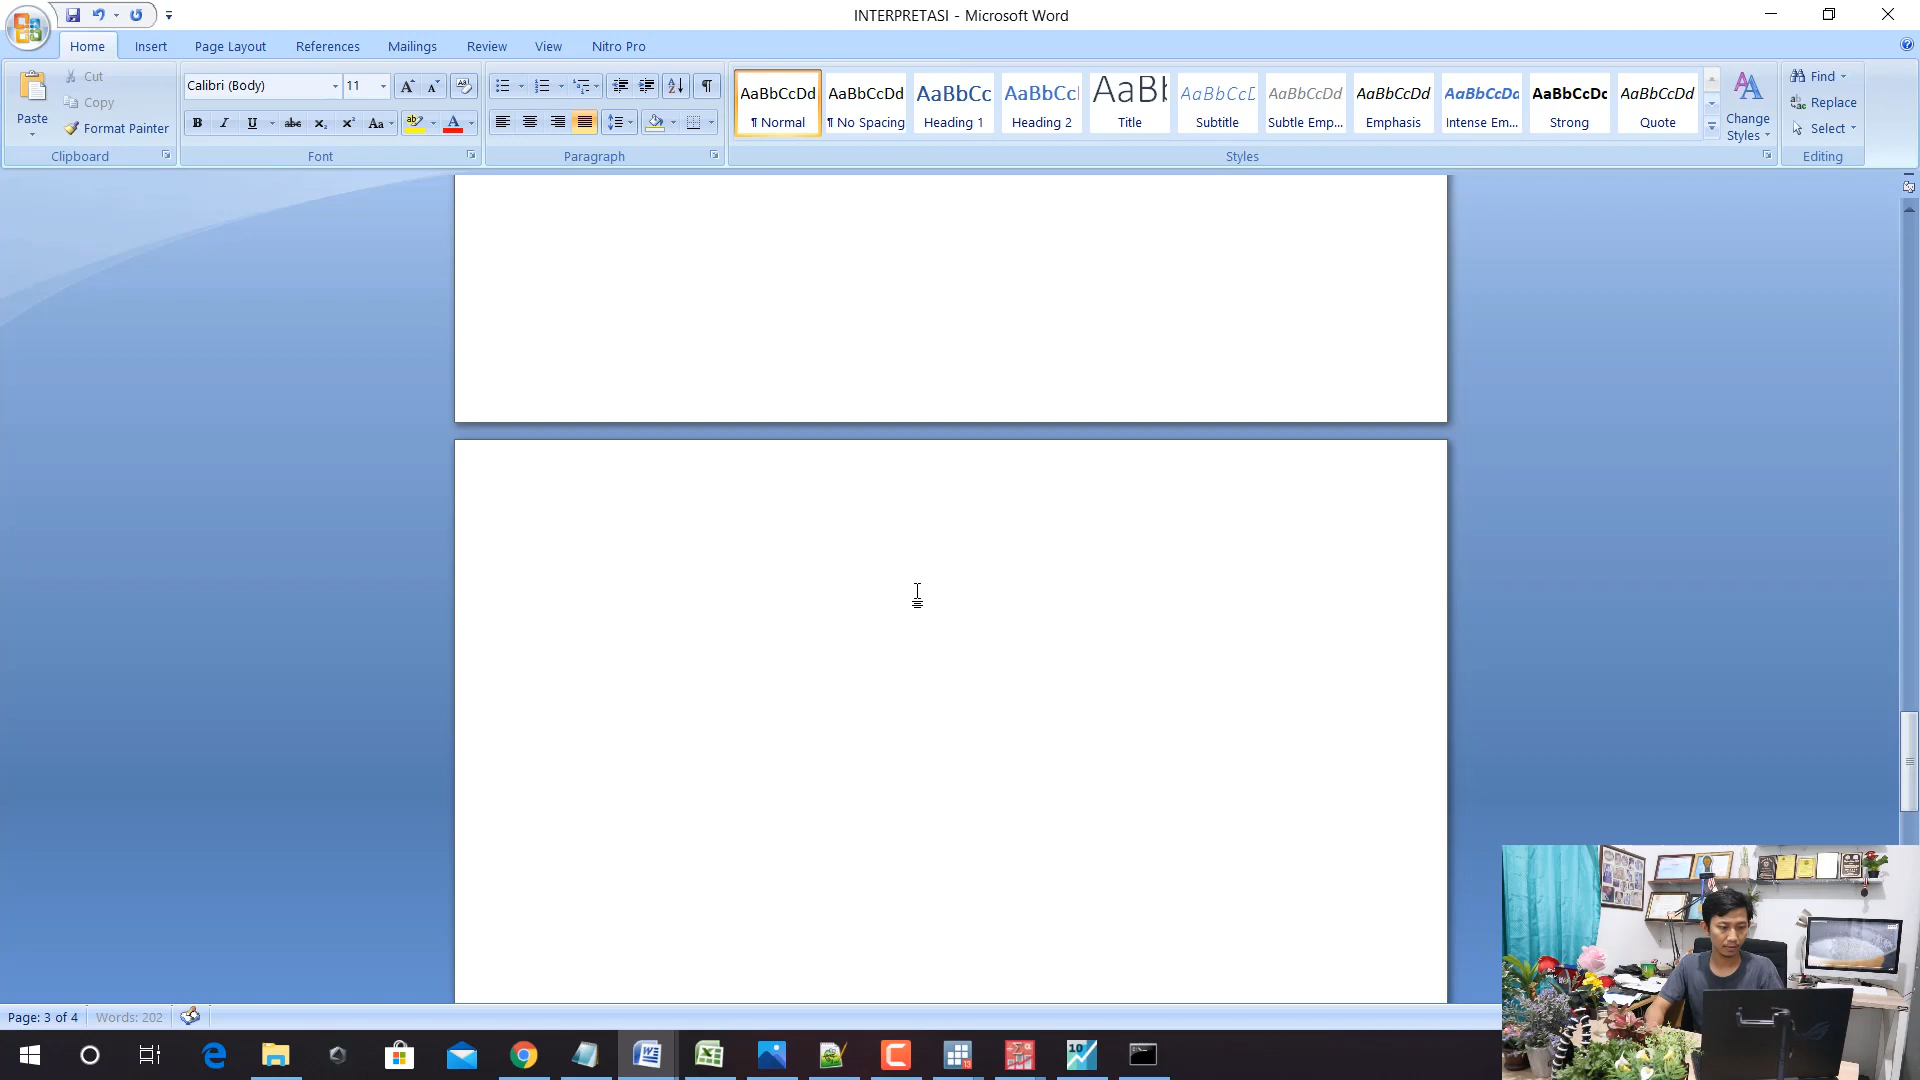 INTERPRETASI - Microsoft Word
Home Insert Page Layout References Mailings Review View Nitro Pro
Paste
Cut
Copy
Format Painter
Clipboard
Calibri (Body) 11
Font
Paragraph
AaBbCcDd AaBbCcDd AaBbCc AaBbCcI AaBb AaBbCcD AaBbCcDd AaBbCcDd AaBbCcDd AaBbCcDd AaBbCcDd
¶ Normal ¶ No Spacing Heading 1 Heading 2 Title Subtitle Subtle Emp... Emphasis Intense Em... Strong Quote
Change Styles
Styles
Find
Replace
Select
Editing
Page: 3 of 4 Words: 202